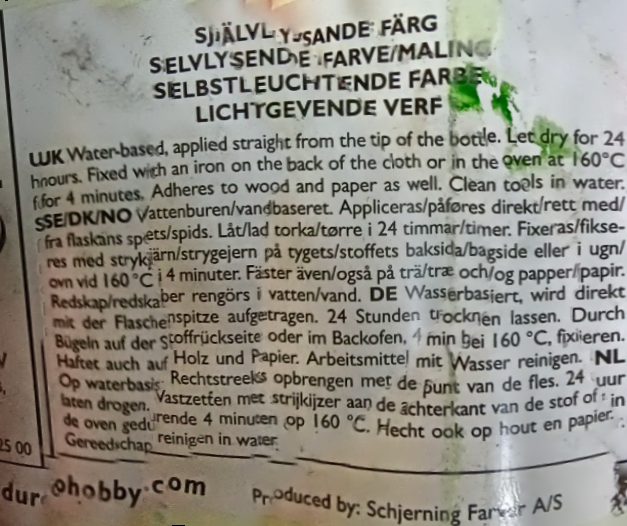 SJÄLVLYSANDE FÄRG
SELVLYSENDE FARVE/MALING
SELBSTLEUCHTENDE FARBE
LICHTGEVENDE VERF
UK Water-based, applied straight from the tip of the bottle. Let dry for 24
hours. Fixed with an iron on the back of the cloth or in the oven at 160°C
for 4 minutes. Adheres to wood and paper as well. Clean tools in water.
SE/DK/NO Vattenburen/vandbaseret. Appliceras/påføres direkt/rett med/
fra flaskans spets/spids. Låt/lad torka/tørre i 24 timmar/timer. Fixeras/fikse-
res med strykjärn/strygejern på tygets/stoffets baksida/bagside eller i ugn/
ovn vid 160 °C i 4 minuter. Fäster även/også på trä/træ och/og papper/papir.
Redskap/redskaber rengörs i vatten/vand. DE Wasserbasiert, wird direkt
mit der Flaschenspitze aufgetragen. 24 Stunden trocknen lassen. Durch
Bügeln auf der Stoffrückseite oder im Backofen, 4 min bei 160 °C, fixieren.
Haftet auch auf Holz und Papier. Arbeitsmittel mit Wasser reinigen. NL
Op waterbasis. Rechtstreeks opbrengen met de punt van de fles. 24 uur
laten drogen. Vastzetten met strijkijzer aan de achterkant van de stof of in
de oven gedurende 4 minuten op 160 °C. Hecht ook op hout en papier.
Gereedschap reinigen in water.
25 00
ohobby.com
Produced by: Schjerning Farver A/S